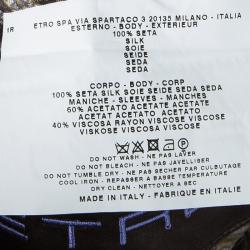 ETRO SPA VIA SPARTACO 3 20135 MILANO - ITALIA
1R
ESTERNO - BODY - EXTERIEUR
100% SETA
SILK
SOIE
SEIDE
SEDA
SEDA
CORPO - BODY - CORP
100% SETA SILK SOIE SEIDE SEDA SEDA
MANICHE - SLEEVES - MANCHES
60% ACETATO ACETATE ACETATE
ACETAT ACETATO ACETATO
40% VISCOSA RAYON VISCOSE VISKOSE
VISKOSE VISCOSA VISCOSE
DO NOT WASH - NE PAS LAVER
DO NOT BLEACH - NE PAS JAVELLISER
DO NOT TUMBLE DRY - NE PAS SECHER PAR CULBUTAGE
COOL IRON - REPASSER A BASSE TEMPERATURE
DRY CLEAN - NETTOYER A SEC
MADE IN ITALY - FABRIQUE EN ITALIE